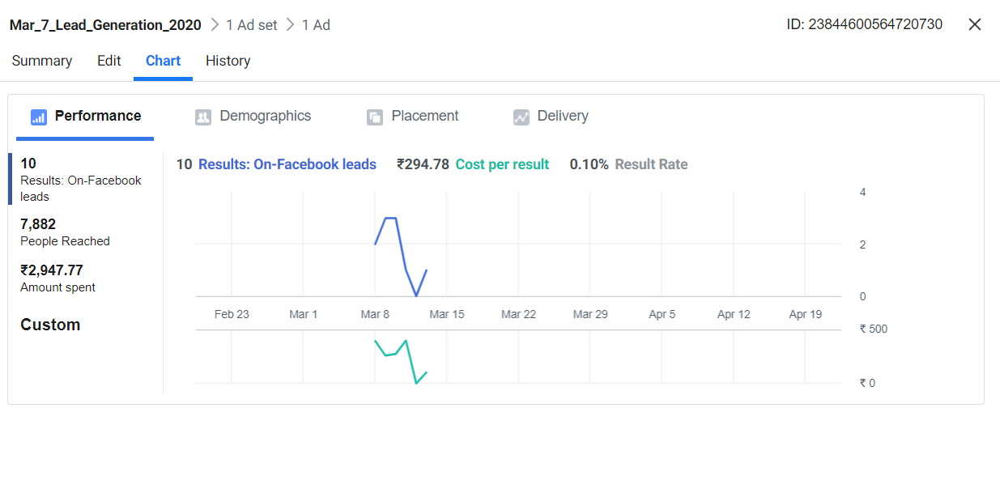 Mar_7_Lead_Generation_2020 > 1 Ad set > 1 Ad
ID: 23844600564720730
Summary Edit Chart History
Performance Demographics Placement Delivery
10
Results: On-Facebook
leads
7,882
People Reached
₹2,947.77
Amount spent
Custom
10 Results: On-Facebook leads ₹294.78 Cost per result 0.10% Result Rate
4
2
0
Feb 23 Mar 1 Mar 8 Mar 15 Mar 22 Mar 29 Apr 5 Apr 12 Apr 19
₹ 500
₹ 0